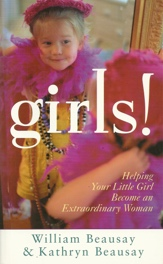 girls!
Helping
Your Little Girl
Become an
Extraordinary Woman
William Beausay
& Kathryn Beausay